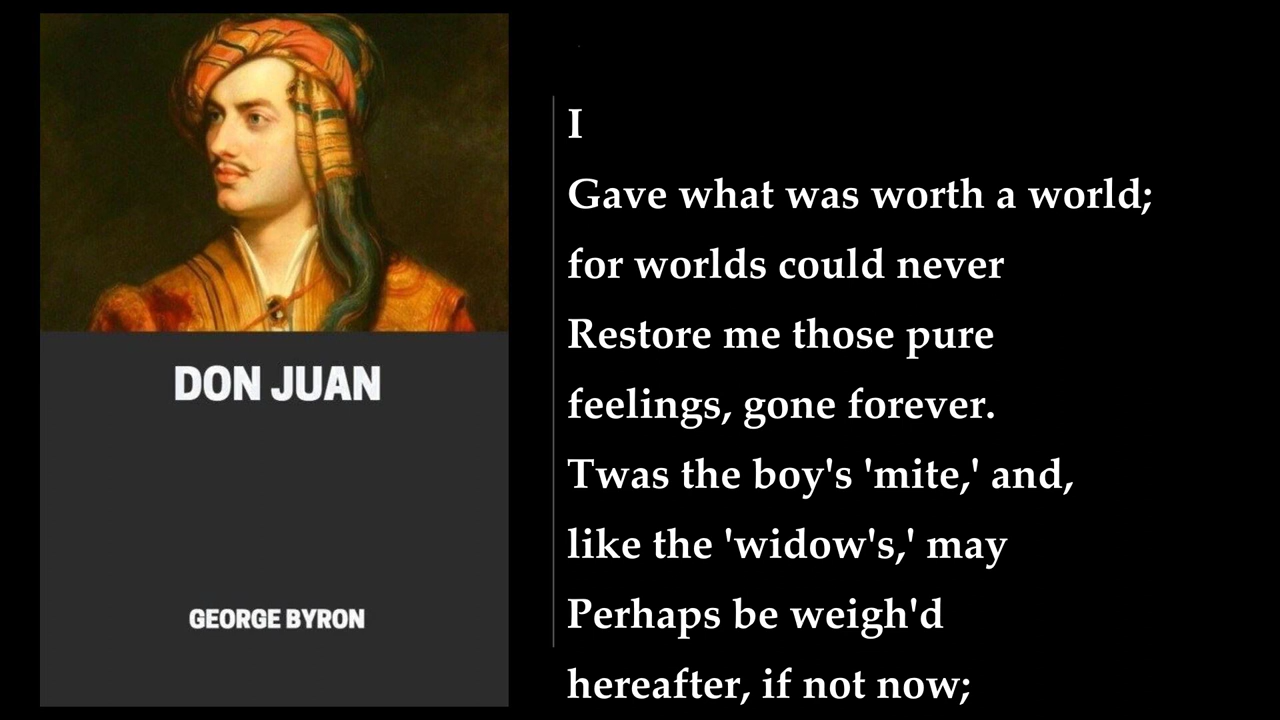 DON JUAN
GEORGE BYRON
I
Gave what was worth a world;
for worlds could never
Restore me those pure
feelings, gone forever.
Twas the boy's 'mite,' and,
like the 'widow's,' may
Perhaps be weigh'd
hereafter, if not now;